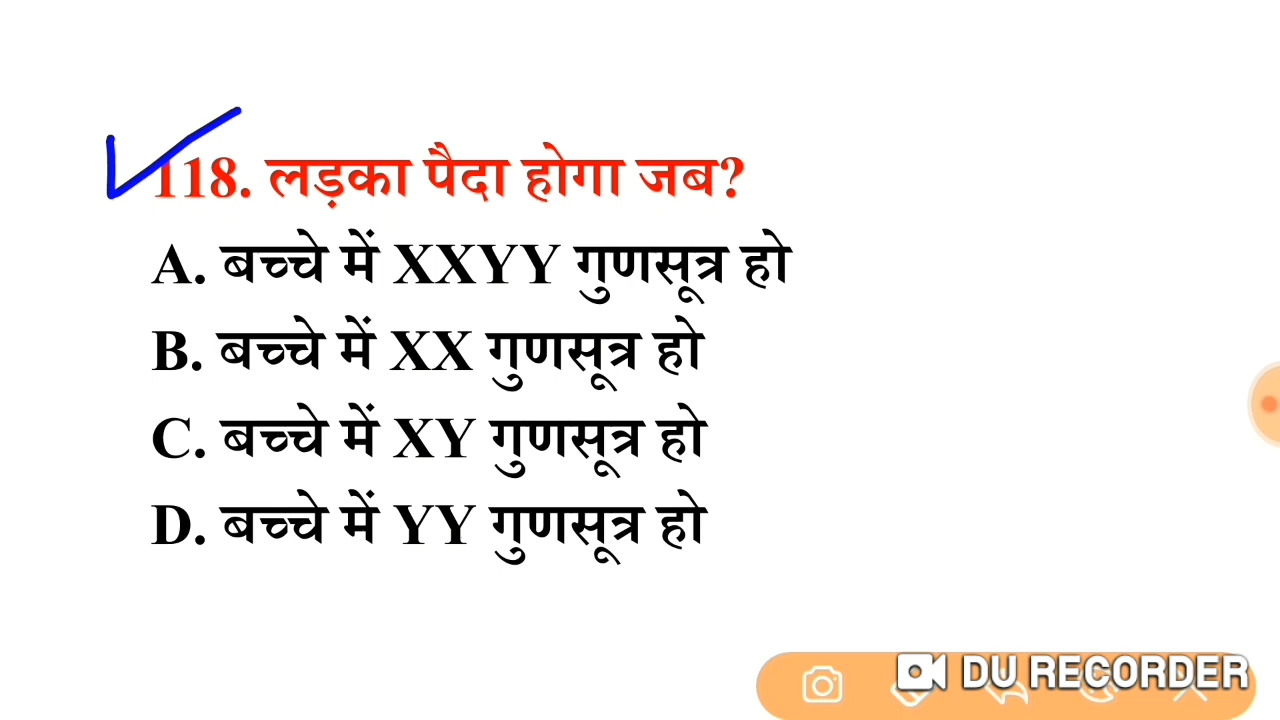 118. लड़का पैदा होगा जब?
A. बच्चे में XXYY गुणसूत्र हो
B. बच्चे में XX गुणसूत्र हो
C. बच्चे में XY गुणसूत्र हो
D. बच्चे में YY गुणसूत्र हो
DU RECORDER